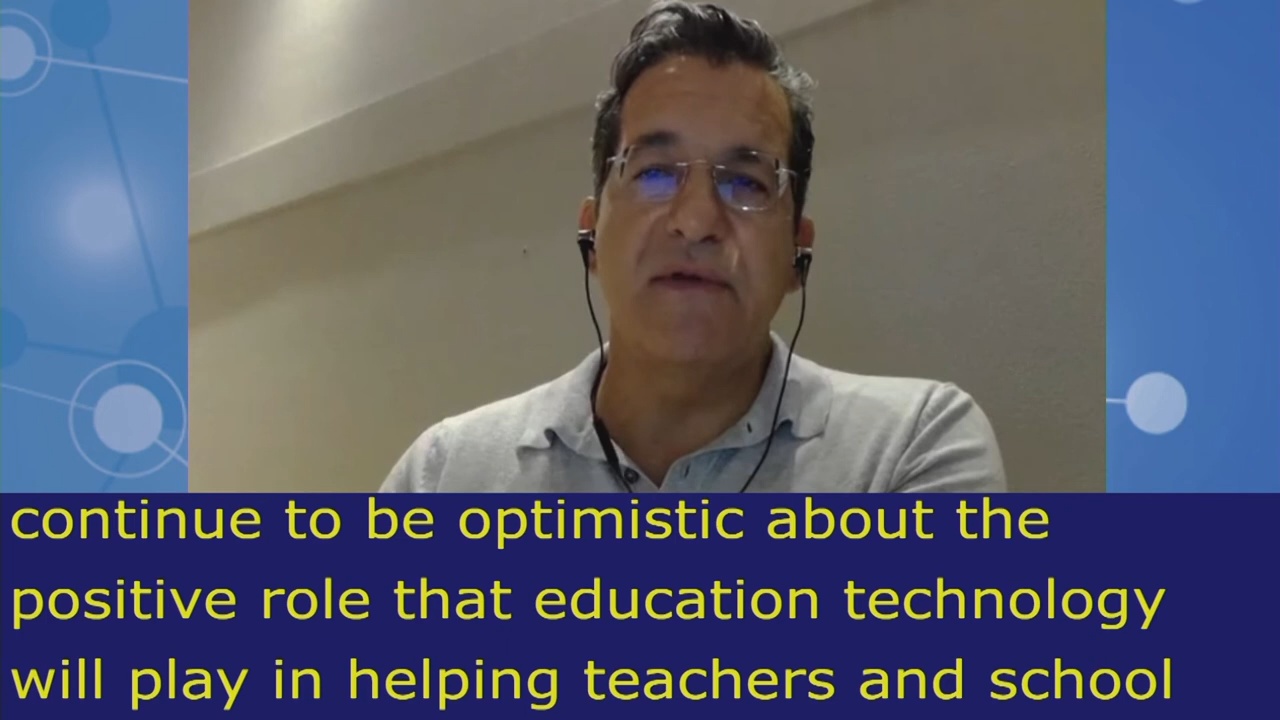 continue to be optimistic about the
positive role that education technology
will play in helping teachers and school